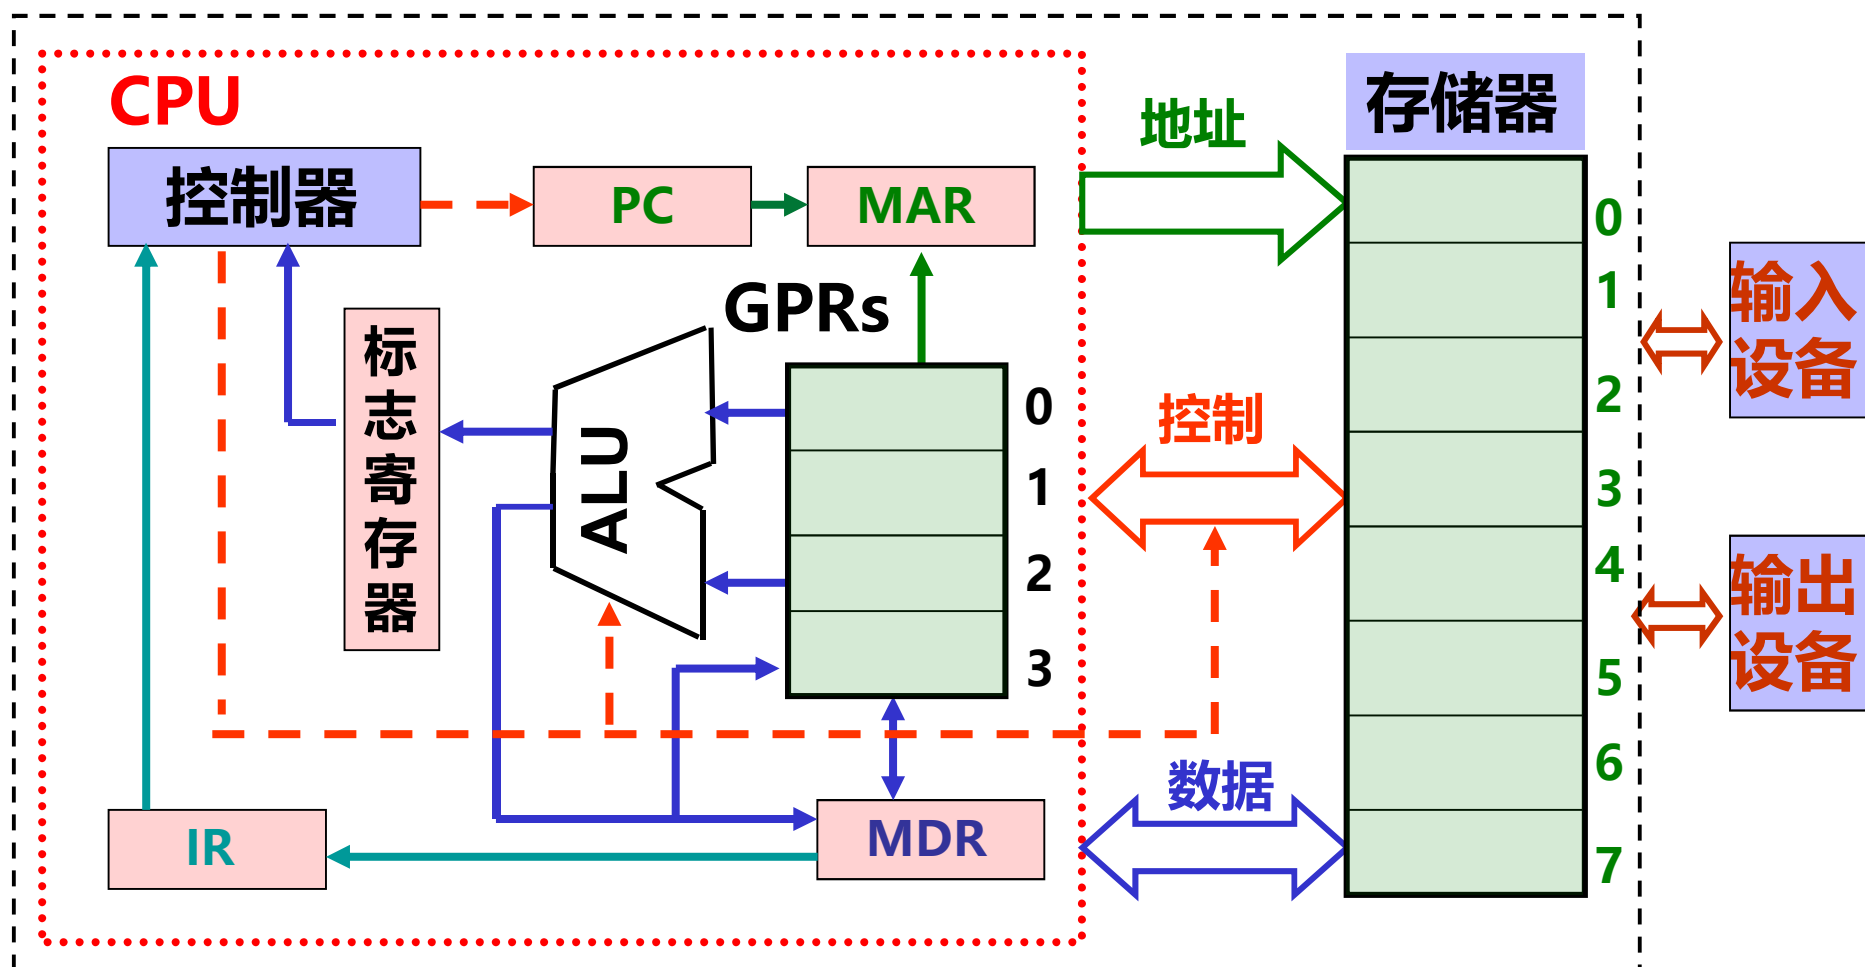 CPU
控制器
PC
MAR
地址
存储器
GPRs
标
志
寄
存
器
ALU
0
1
2
3
控制
数据
IR
MDR
0
1
2
3
4
5
6
7
输入
设备
输出
设备